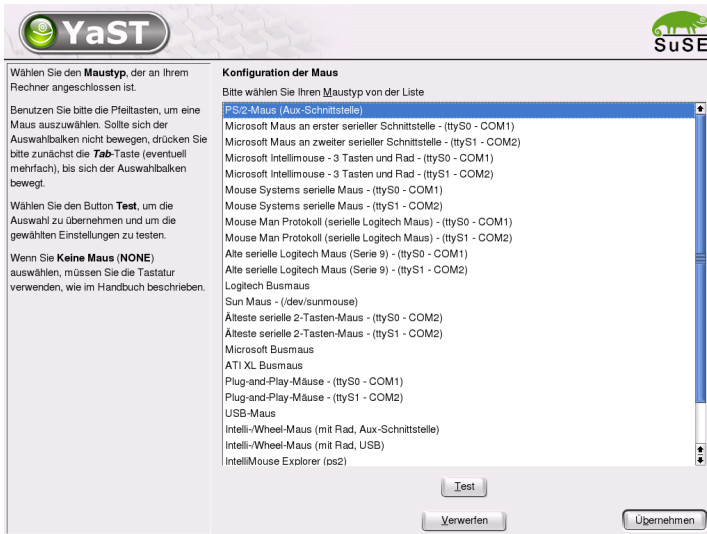 YaST
SuSE
Wählen Sie den Maustyp, der an Ihrem
Rechner angeschlossen ist.
Benutzen Sie bitte die Pfeiltasten, um eine
Maus auszuwählen. Sollte sich der
Auswahlbalken nicht bewegen, drücken Sie
bitte zunächst die Tab-Taste (eventuell
mehrfach), bis sich der Auswahlbalken
bewegt.
Wählen Sie den Button Test, um die
Auswahl zu übernehmen und um die
gewählten Einstellungen zu testen.
Wenn Sie Keine Maus (NONE)
auswählen, müssen Sie die Tastatur
verwenden, wie im Handbuch beschrieben.
Konfiguration der Maus
Bitte wählen Sie Ihren Maustyp von der Liste
PS/2-Maus (Aux-Schnittstelle)
Microsoft Maus an erster serieller Schnittstelle - (ttyS0 - COM1)
Microsoft Maus an zweiter serieller Schnittstelle - (ttyS1 - COM2)
Microsoft Intellimouse - 3 Tasten und Rad - (ttyS0 - COM1)
Microsoft Intellimouse - 3 Tasten und Rad - (ttyS1 - COM2)
Mouse Systems serielle Maus - (ttyS0 - COM1)
Mouse Systems serielle Maus - (ttyS1 - COM2)
Mouse Man Protokoll (serielle Logitech Maus) - (ttyS0 - COM1)
Mouse Man Protokoll (serielle Logitech Maus) - (ttyS1 - COM2)
Alte serielle Logitech Maus (Serie 9) - (ttyS0 - COM1)
Alte serielle Logitech Maus (Serie 9) - (ttyS1 - COM2)
Logitech Busmaus
Sun Maus - (/dev/sunmouse)
Älteste serielle 2-Tasten-Maus - (ttyS0 - COM2)
Älteste serielle 2-Tasten-Maus - (ttyS1 - COM2)
Microsoft Busmaus
ATI XL Busmaus
Plug-and-Play-Mäuse - (ttyS0 - COM1)
Plug-and-Play-Mäuse - (ttyS1 - COM2)
USB-Maus
Intelli-/Wheel-Maus (mit Rad, Aux-Schnittstelle)
Intelli-/Wheel-Maus (mit Rad, USB)
IntelliMouse Explorer (ps2)
Test
Verwerfen
Übernehmen